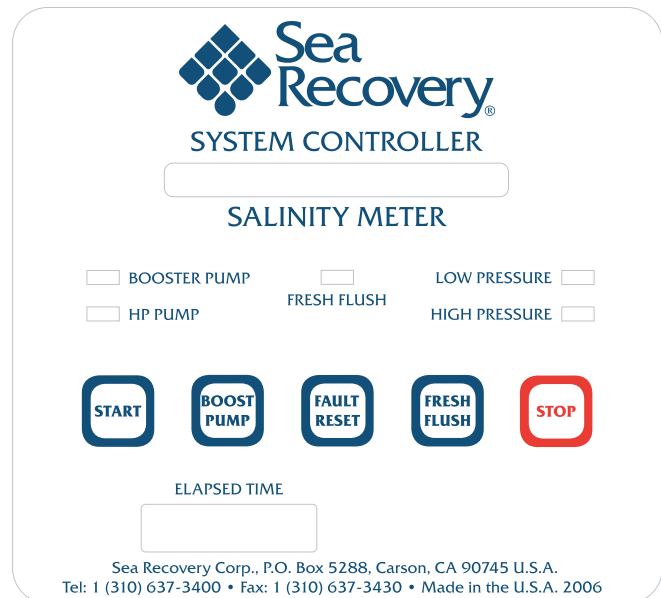 Sea
Recovery®
SYSTEM CONTROLLER
SALINITY METER
BOOSTER PUMP
HP PUMP
FRESH FLUSH
LOW PRESSURE
HIGH PRESSURE
START
BOOST
PUMP
FAULT
RESET
FRESH
FLUSH
STOP
ELAPSED TIME
Sea Recovery Corp., P.O. Box 5288, Carson, CA 90745 U.S.A.
Tel: 1 (310) 637-3400 • Fax: 1 (310) 637-3430 • Made in the U.S.A. 2006